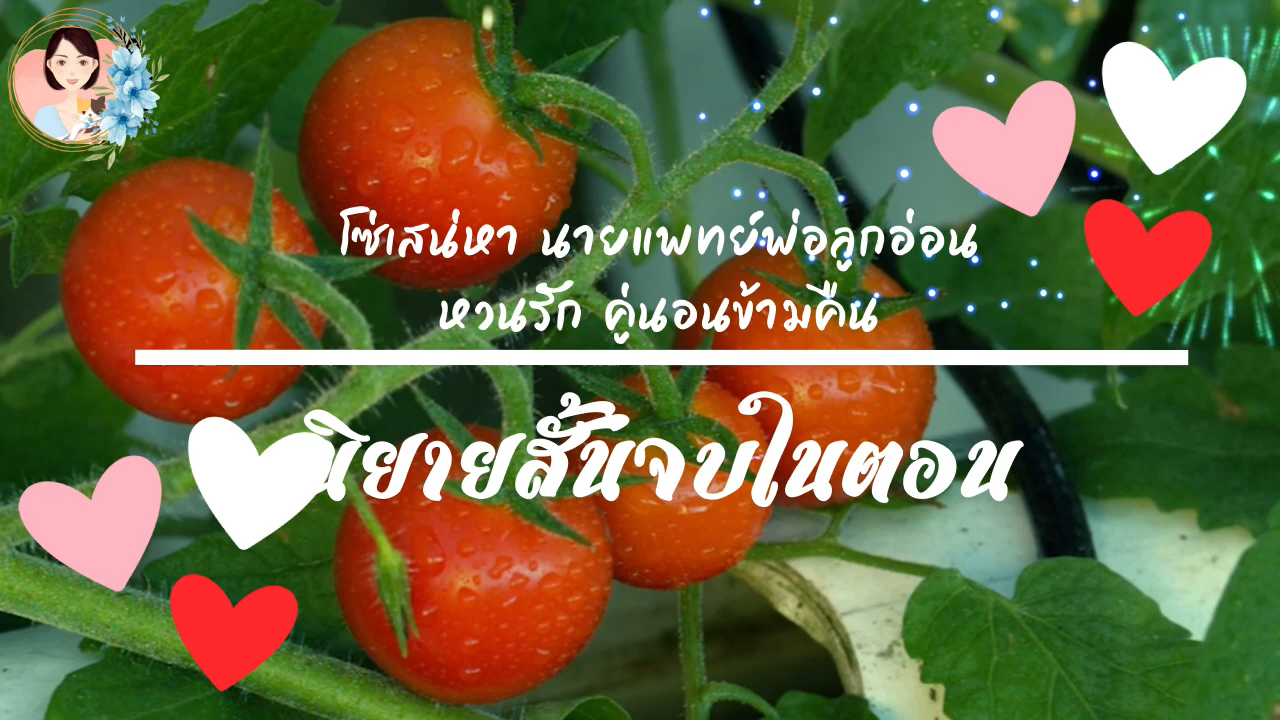 โซ่เสน่หา นายแพทย์พ่อลูกอ่อน
หวนรัก คู่นอนข้ามคืน
นิยายสั้นจบในตอน